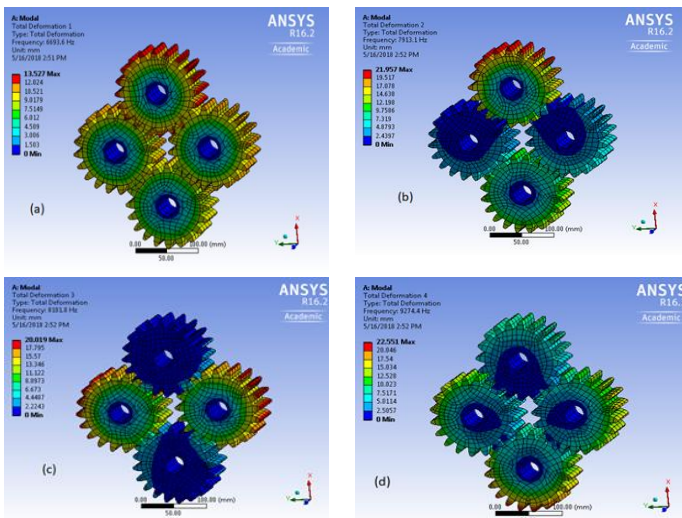 A: Modal
Total Deformation 1
Type: Total Deformation
Frequency: 6693.6 Hz
Unit: mm
5/16/2018 2:51 PM
13.527 Max
12.024
10.521
9.0179
7.5149
6.012
4.509
3.006
1.503
0 Min
ANSYS
R16.2
Academic
(a)
0.00
100.00 (mm)
50.00
X
Y
A: Modal
Total Deformation 2
Type: Total Deformation
Frequency: 7913.1 Hz
Unit: mm
5/16/2018 2:52 PM
21.957 Max
19.517
17.078
14.638
12.198
9.7586
7.319
4.8793
2.4397
0 Min
ANSYS
R16.2
Academic
(b)
0.00
100.00 (mm)
50.00
X
Y
A: Modal
Total Deformation 3
Type: Total Deformation
Unit: mm
5/16/2018 2:52 PM
20.019 Max
17.795
15.57
13.346
11.122
8.8973
6.673
4.4487
2.2243
0 Min
ANSYS
R16.2
Academic
(c)
0.00
100.00 (mm)
50.00
X
Y
A: Modal
Total Deformation 4
Type: Total Deformation
Frequency: 9274.4 Hz
Unit: mm
5/16/2018 2:52 PM
22.551 Max
20.046
17.54
15.034
12.528
10.023
7.5171
5.0114
2.5057
0 Min
ANSYS
R16.2
Academic
(d)
0.00
100.00 (mm)
50.00
X
Y